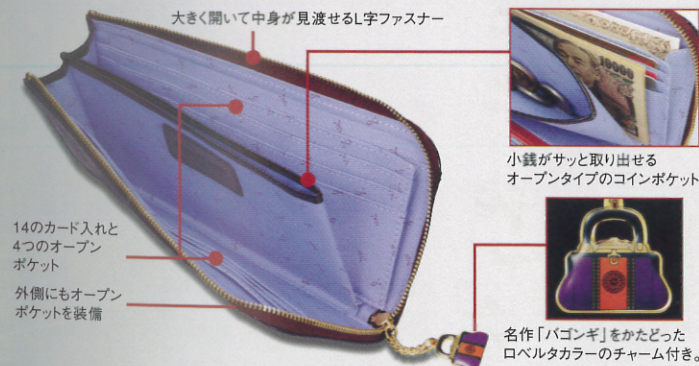 大きく開いて中身が見渡せるL字ファスナー
10000
小銭がサッと取り出せる
オープンタイプのコインポケット
14のカード入れと
4つのオープン
ポケット
外側にもオープン
ポケットを装備
名作「バゴンギ」をかたどった
ロベルタカラーのチャーム付き。